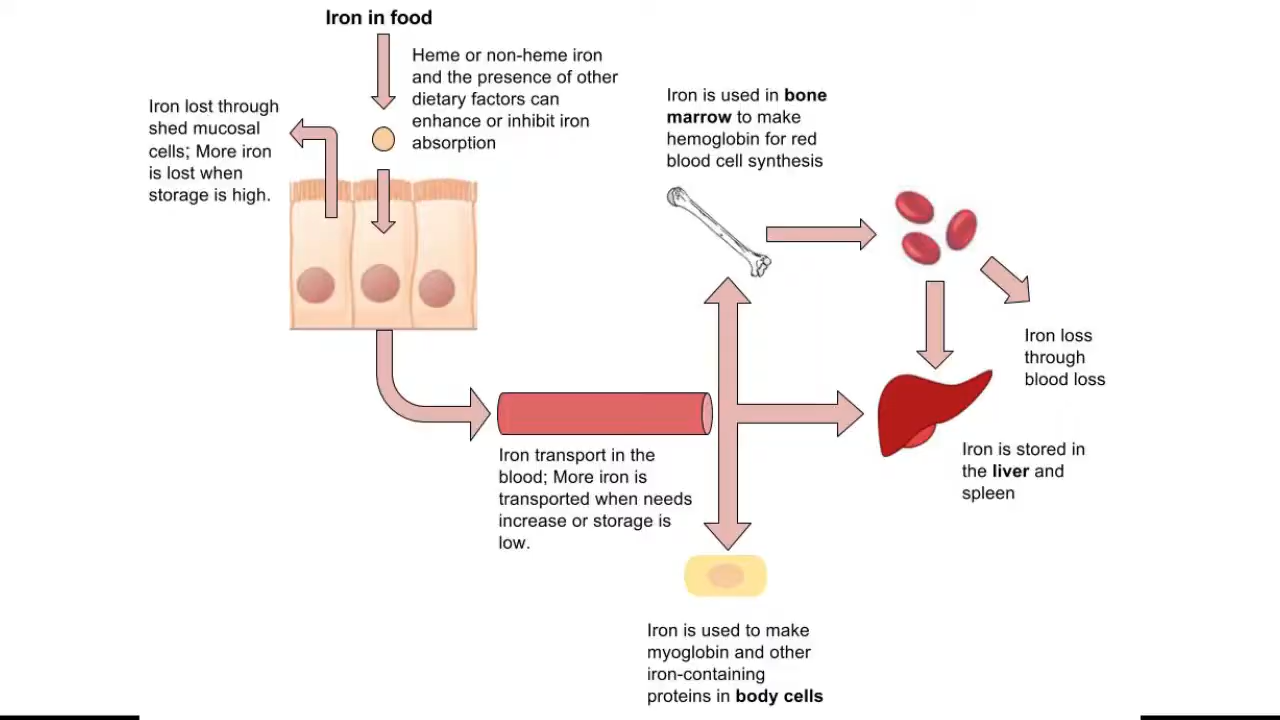 Iron in food
Heme or non-heme iron
and the presence of other
dietary factors can
enhance or inhibit iron
absorption
Iron lost through
shed mucosal
cells; More iron
is lost when
storage is high.
Iron is used in bone
marrow to make
hemoglobin for red
blood cell synthesis
Iron loss
through
blood loss
Iron transport in the
blood; More iron is
transported when needs
increase or storage is
low.
Iron is stored in
the liver and
spleen
Iron is used to make
myoglobin and other
iron-containing
proteins in body cells